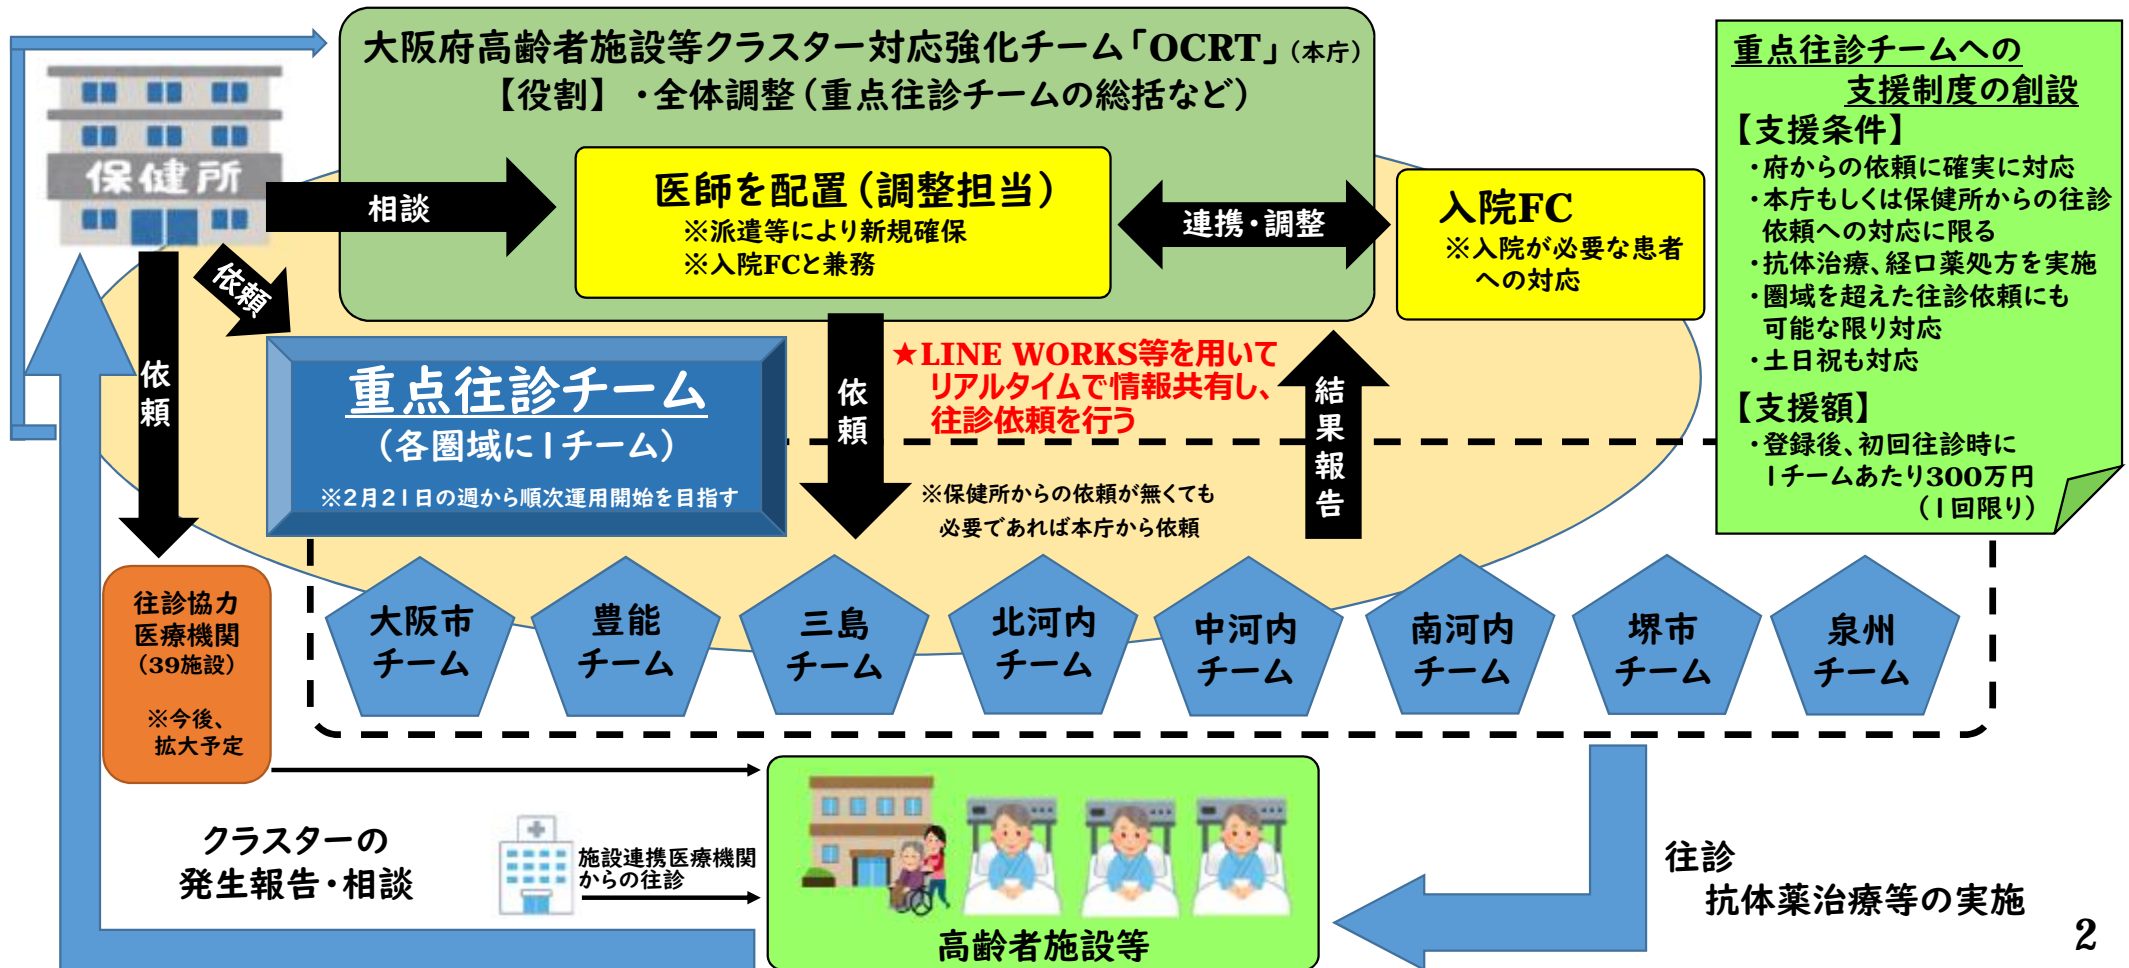 大阪府高齢者施設等クラスター対応強化チーム「OCRT」(本庁)
【役割】・全体調整(重点往診チームの総括など)
保健所
相談
医師を配置(調整担当)
※派遣等により新規確保
※入院FCと兼務
連携・調整
入院FC
※入院が必要な患者
への対応
重点往診チームへの
支援制度の創設
【支援条件】
・府からの依頼に確実に対応
・本庁もしくは保健所からの往診
依頼への対応に限る
・抗体治療、経口薬処方を実施
・圏域を超えた往診依頼にも
可能な限り対応
・土日祝も対応
【支援額】
・登録後、初回往診時に
1チームあたり300万円
(1回限り)
依頼
依頼
重点往診チーム
(各圏域に1チーム)
※2月21日の週から順次運用開始を目指す
依頼
★LINE WORKS等を用いて
リアルタイムで情報共有し、
往診依頼を行う
※保健所からの依頼が無くても
必要であれば本庁から依頼
結果報告
往診協力
医療機関
(39施設)
※今後、
拡大予定
大阪市
チーム
豊能
チーム
三島
チーム
北河内
チーム
中河内
チーム
南河内
チーム
堺市
チーム
泉州
チーム
クラスターの
発生報告・相談
施設連携医療機関
からの往診
高齢者施設等
往診
抗体薬治療等の実施
2